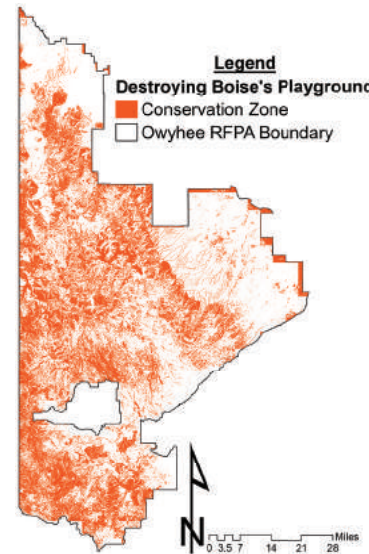 Legend
Destroying Boise's Playground
Conservation Zone
Owyhee RFPA Boundary
N
Miles
0 3.5 7 14 21 28